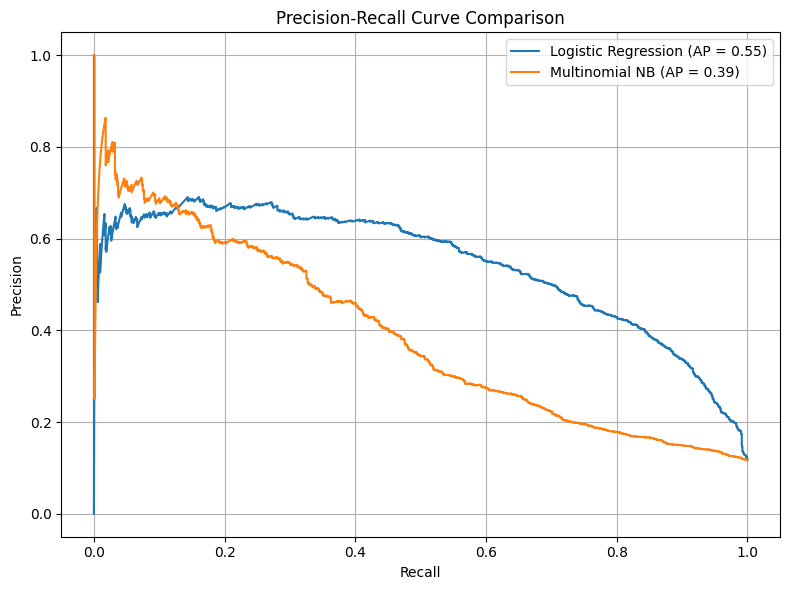 Precision-Recall Curve Comparison
Logistic Regression (AP = 0.55)
Multinomial NB (AP = 0.39)
Precision
1.0
0.8
0.6
0.4
0.2
0.0
0.0 0.2 0.4 0.6 0.8 1.0
Recall